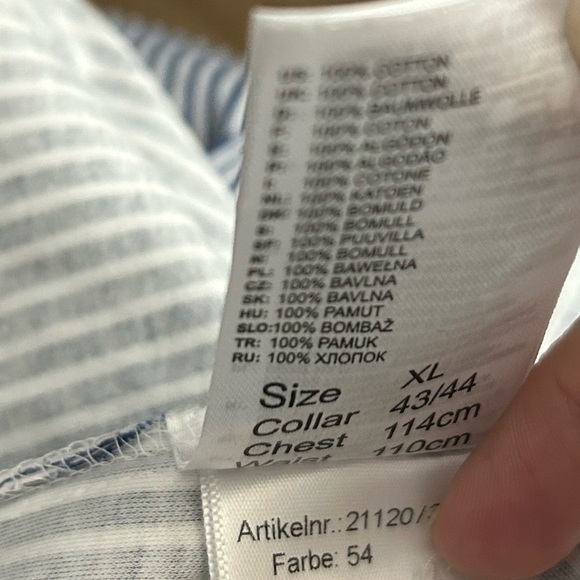 100% COTTON
100% COTTON
100% BAUMWOLLE
100% COTON
100% ALGODÓN
100% ALGODÃO
100% COTONE
100% KATOEN
100% BOMULD
100% BOMULL
100% PUUVILLA
100% BOMULL
PL: 100% BAWEŁNA
CZ: 100% BAVLNA
SK: 100% BAVLNA
HU: 100% PAMUT
SLO:100% BOMBAŽ
TR: 100% PAMUK
RU: 100% ХЛОПОК
Size XL
Collar 43/44
Chest 114cm
Waist 110cm
Artikelnr.: 21120/
Farbe: 54